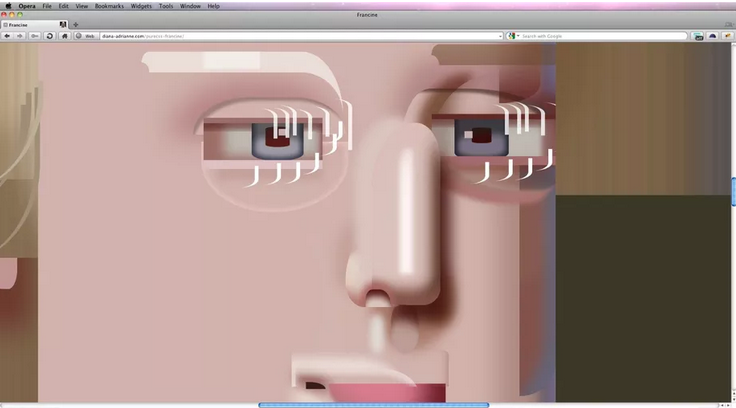 Opera File Edit View Bookmarks Widgets Tools Window Help
Francine
Francine
Web diana-adrianne.com/purecss-francine/ Search with Google